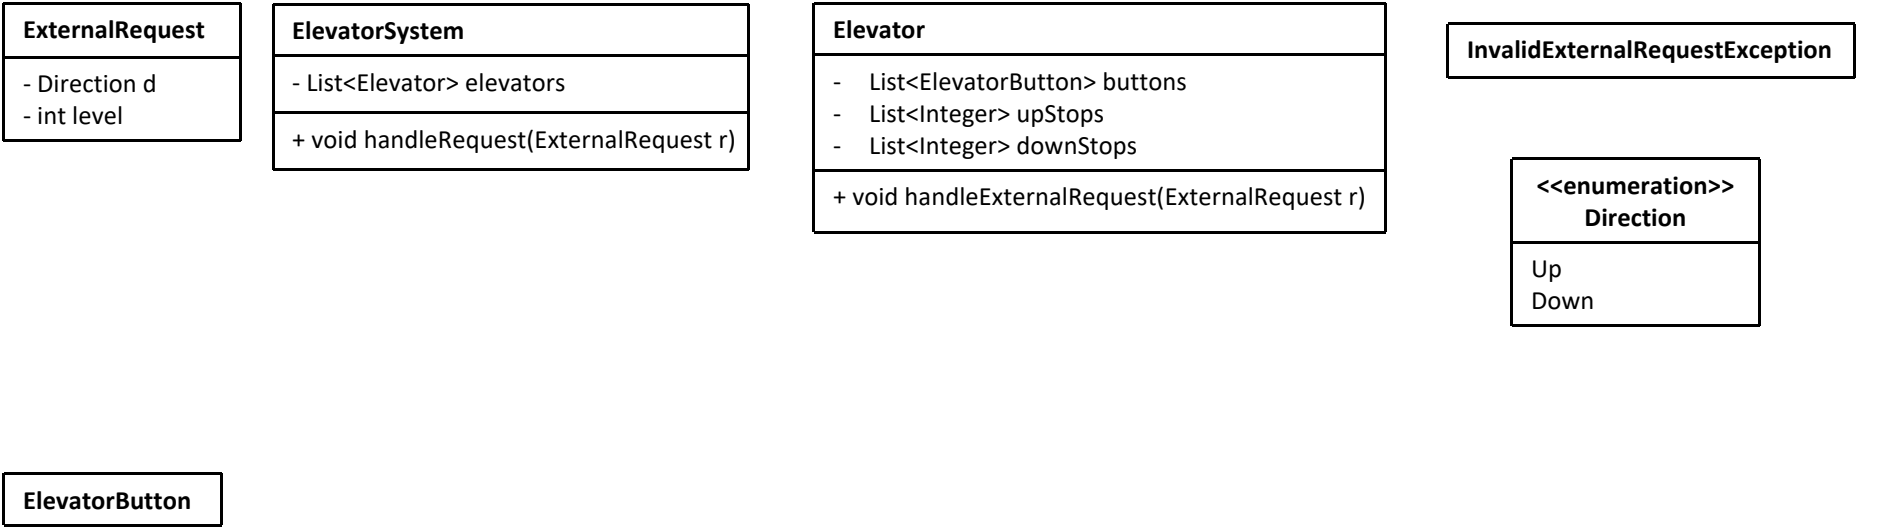 ExternalRequest
- Direction d
- int level
ElevatorSystem
- List<Elevator> elevators
+ void handleRequest(ExternalRequest r)
Elevator
- List<ElevatorButton> buttons
- List<Integer> upStops
- List<Integer> downStops
+ void handleExternalRequest(ExternalRequest r)
InvalidExternalRequestException
<<enumeration>>
Direction
Up
Down
ElevatorButton